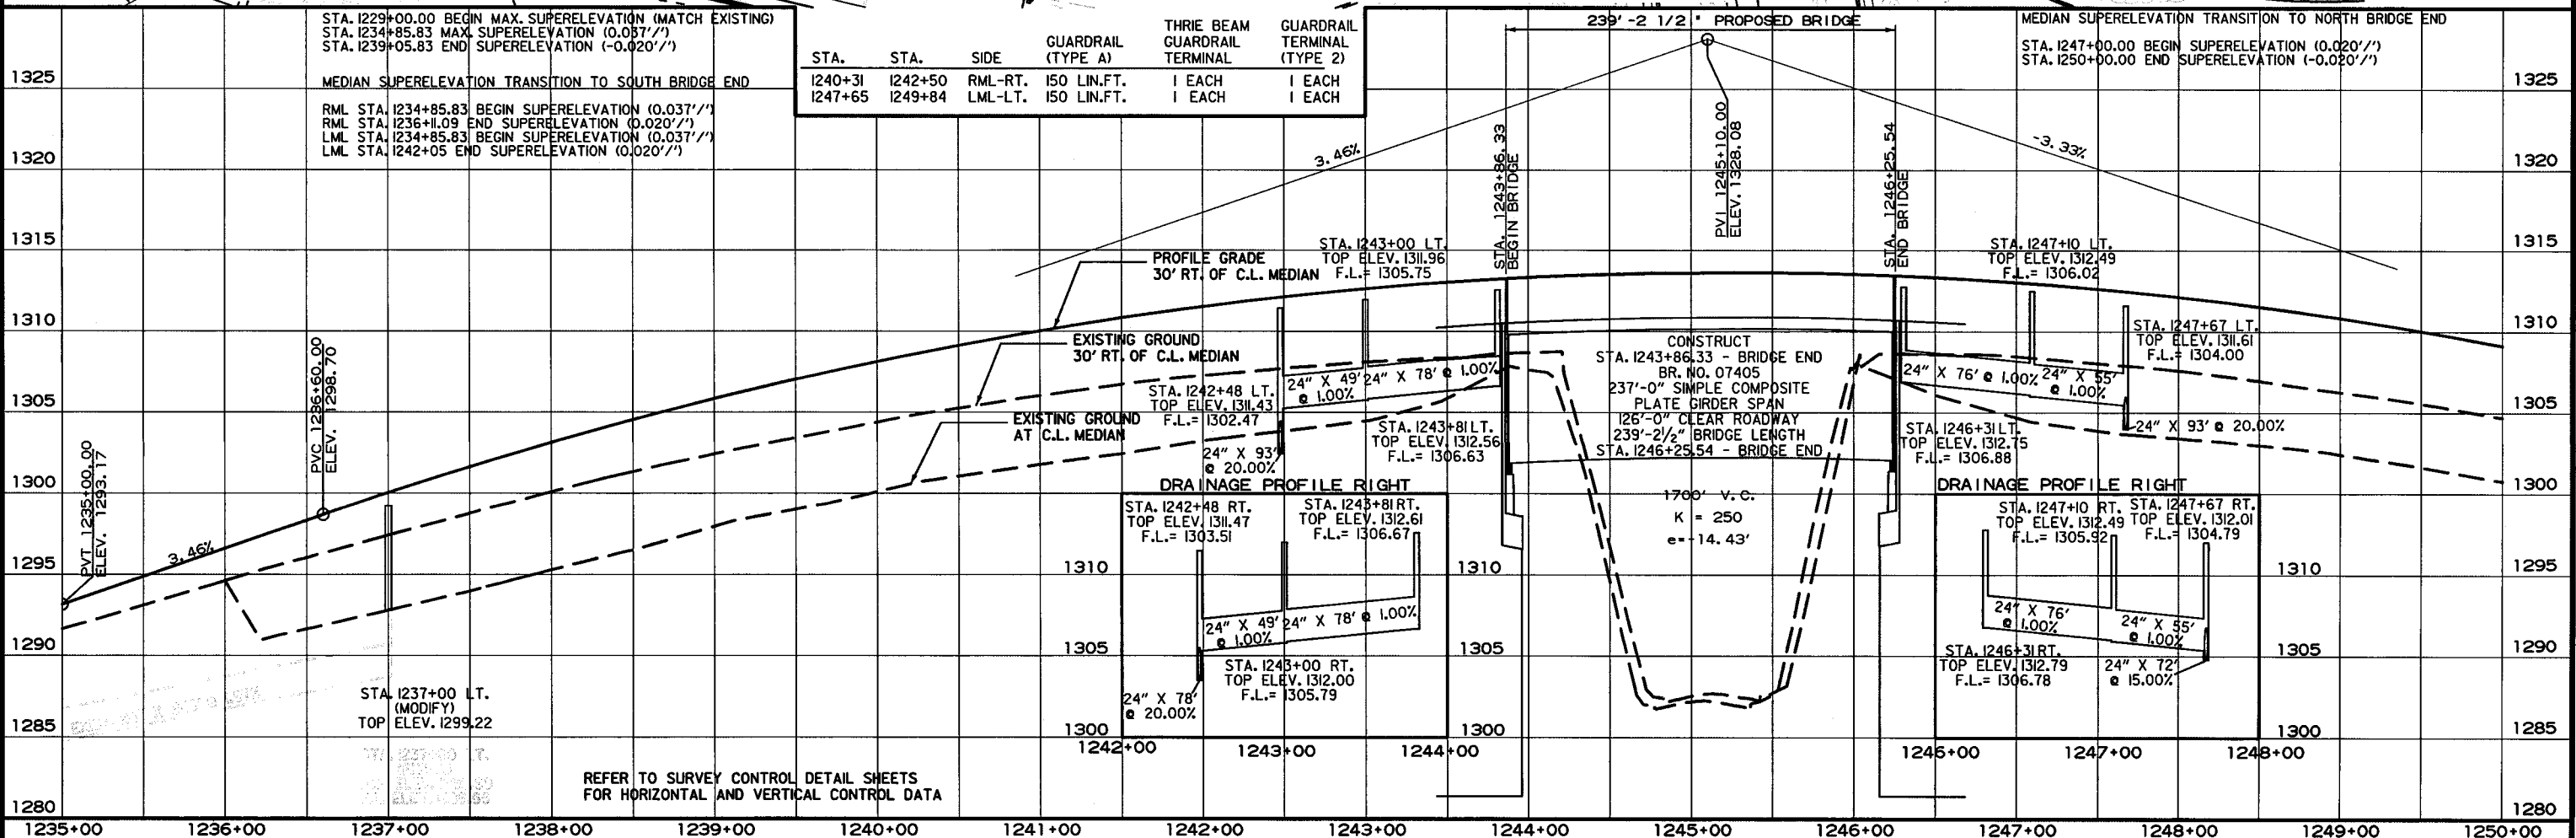 STA. 1229+00.00 BEGIN MAX. SUPERELEVATION (MATCH EXISTING)
STA. 1234+85.83 MAX. SUPERELEVATION (0.037'/')
STA. 1239+05.83 END SUPERELEVATION (-0.020'/')
MEDIAN SUPERELEVATION TRANSITION TO SOUTH BRIDGE END
RML STA. 1234+85.83 BEGIN SUPERELEVATION (0.037'/')
RML STA. 1236+11.09 END SUPERELEVATION (0.020'/')
LML STA. 1234+85.83 BEGIN SUPERELEVATION (0.037'/')
LML STA. 1242+05 END SUPERELEVATION (0.020'/')
STA. STA. SIDE GUARDRAIL (TYPE A) THRIE BEAM GUARDRAIL TERMINAL GUARDRAIL TERMINAL (TYPE 2)
1240+31 1242+50 RML-RT. 150 LIN.FT. 1 EACH 1 EACH
1247+65 1249+84 LML-LT. 150 LIN.FT. 1 EACH 1 EACH
239'-2 1/2" PROPOSED BRIDGE
MEDIAN SUPERELEVATION TRANSITION TO NORTH BRIDGE END
STA. 1247+00.00 BEGIN SUPERELEVATION (0.020'/')
STA. 1250+00.00 END SUPERELEVATION (-0.020'/')
1325
1325
1320
1320
1315
1315
1310
1310
1305
1305
1300
1300
1295
1295
1290
1290
1285
1285
1280
1280
3.46%
-3.33%
PVI 1245+10.00
ELEV. 1328.08
STA. 1243+86.33
BEGIN BRIDGE
STA. 1246+25.54
END BRIDGE
PROFILE GRADE
30' RT. OF C.L. MEDIAN
STA. 1243+00 LT.
TOP ELEV. 1311.96
F.L.= 1305.75
STA. 1247+10 LT.
TOP ELEV. 1312.49
F.L.= 1306.02
EXISTING GROUND
30' RT. OF C.L. MEDIAN
EXISTING GROUND
AT C.L. MEDIAN
STA. 1242+48 LT.
TOP ELEV. 1311.43
F.L.= 1302.47
24" X 49'
@ 1.00%
24" X 78' @ 1.00%
24" X 93'
@ 20.00%
STA. 1243+81 LT.
TOP ELEV. 1312.56
F.L.= 1306.63
CONSTRUCT
STA. 1243+86.33 - BRIDGE END
BR. NO. 07405
237'-0" SIMPLE COMPOSITE
PLATE GIRDER SPAN
126'-0" CLEAR ROADWAY
239'-2½" BRIDGE LENGTH
STA. 1246+25.54 - BRIDGE END
1700' V.C.
K = 250
e=-14.43'
24" X 76' @ 1.00%
24" X 55'
@ 1.00%
STA. 1247+67 LT.
TOP ELEV. 1311.61
F.L.= 1304.00
24" X 93' @ 20.00%
STA. 1246+31 LT.
TOP ELEV. 1312.75
F.L.= 1306.88
PVT 1235+00.00
ELEV. 1293.17
3.46%
PVC 1236+60.00
ELEV. 1298.70
STA. 1237+00 LT.
(MODIFY)
TOP ELEV. 1299.22
DRAINAGE PROFILE RIGHT
STA. 1242+48 RT.
TOP ELEV. 1311.47
F.L.= 1303.51
STA. 1243+81 RT.
TOP ELEV. 1312.61
F.L.= 1306.67
1310
1310
24" X 49'
@ 1.00%
24" X 78' @ 1.00%
1305
1305
STA. 1243+00 RT.
TOP ELEV. 1312.00
F.L.= 1305.79
24" X 78'
@ 20.00%
1300
1300
1242+00 1243+00 1244+00
DRAINAGE PROFILE RIGHT
STA. 1247+10 RT.
TOP ELEV. 1312.49
F.L.= 1305.92
STA. 1247+67 RT.
TOP ELEV. 1312.01
F.L.= 1304.79
1310
24" X 76'
@ 1.00%
24" X 55'
@ 1.00%
1305
STA. 1246+31 RT.
TOP ELEV. 1312.79
F.L.= 1306.78
24" X 72'
@ 15.00%
1300
1246+00 1247+00 1248+00
REFER TO SURVEY CONTROL DETAIL SHEETS
FOR HORIZONTAL AND VERTICAL CONTROL DATA
1235+00 1236+00 1237+00 1238+00 1239+00 1240+00 1241+00 1242+00 1243+00 1244+00 1245+00 1246+00 1247+00 1248+00 1249+00 1250+00